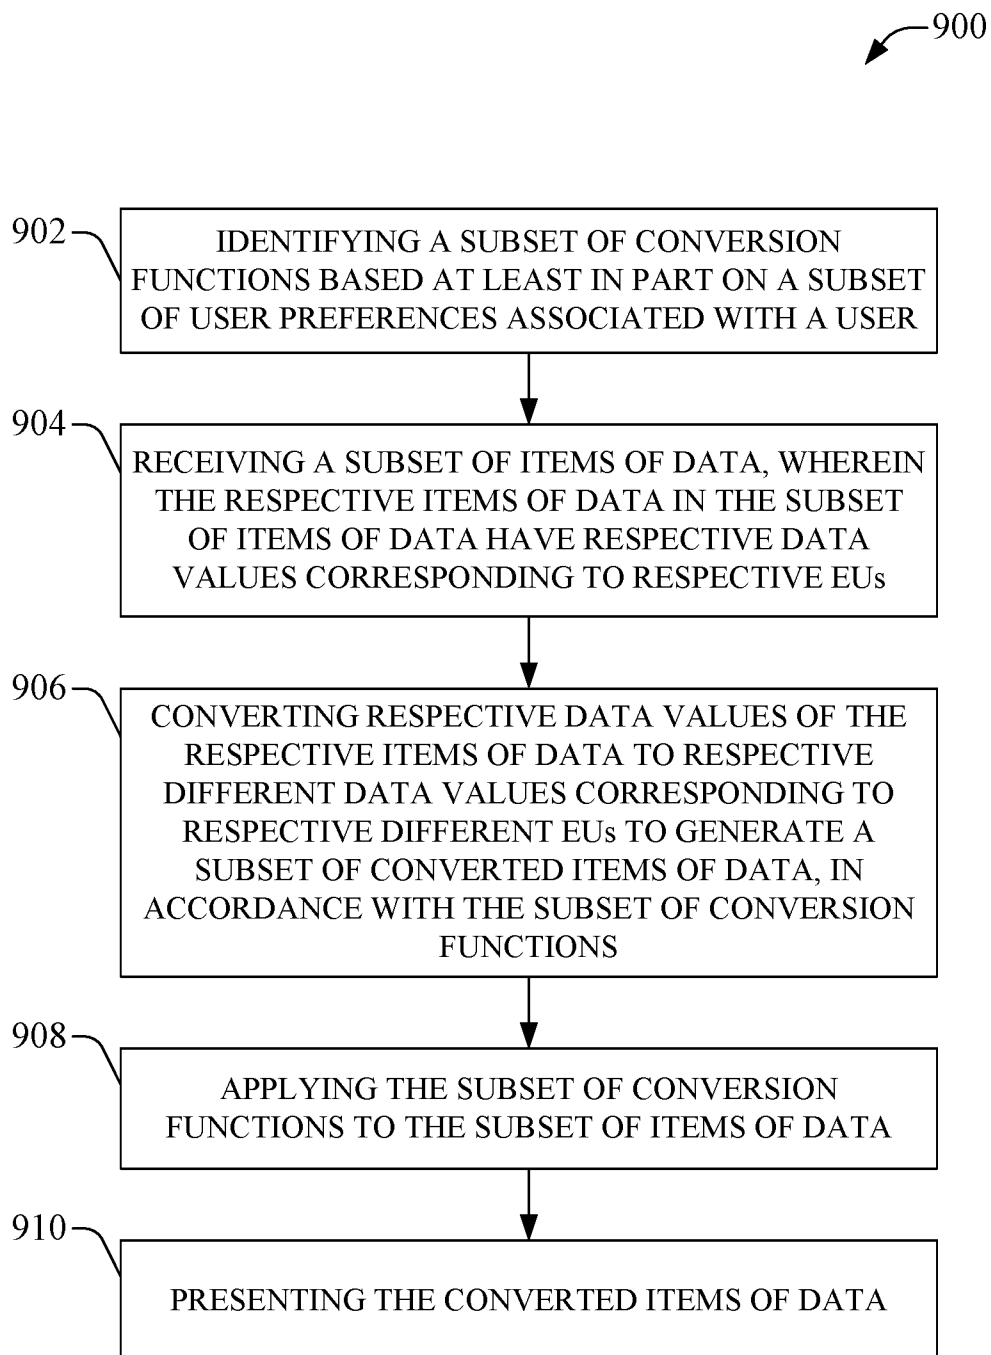 900
902
IDENTIFYING A SUBSET OF CONVERSION
FUNCTIONS BASED AT LEAST IN PART ON A SUBSET
OF USER PREFERENCES ASSOCIATED WITH A USER
904
RECEIVING A SUBSET OF ITEMS OF DATA, WHEREIN
THE RESPECTIVE ITEMS OF DATA IN THE SUBSET
OF ITEMS OF DATA HAVE RESPECTIVE DATA
VALUES CORRESPONDING TO RESPECTIVE EUs
906
CONVERTING RESPECTIVE DATA VALUES OF THE
RESPECTIVE ITEMS OF DATA TO RESPECTIVE
DIFFERENT DATA VALUES CORRESPONDING TO
RESPECTIVE DIFFERENT EUs TO GENERATE A
SUBSET OF CONVERTED ITEMS OF DATA, IN
ACCORDANCE WITH THE SUBSET OF CONVERSION
FUNCTIONS
908
APPLYING THE SUBSET OF CONVERSION
FUNCTIONS TO THE SUBSET OF ITEMS OF DATA
910
PRESENTING THE CONVERTED ITEMS OF DATA